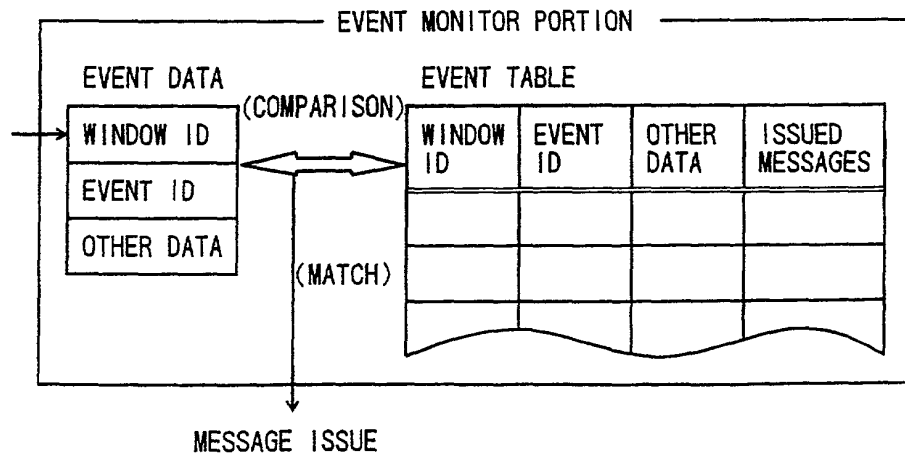 EVENT MONITOR PORTION
EVENT DATA
WINDOW ID
EVENT ID
OTHER DATA
(COMPARISON)
(MATCH)
EVENT TABLE
WINDOW ID
EVENT ID
OTHER DATA
ISSUED MESSAGES
MESSAGE ISSUE